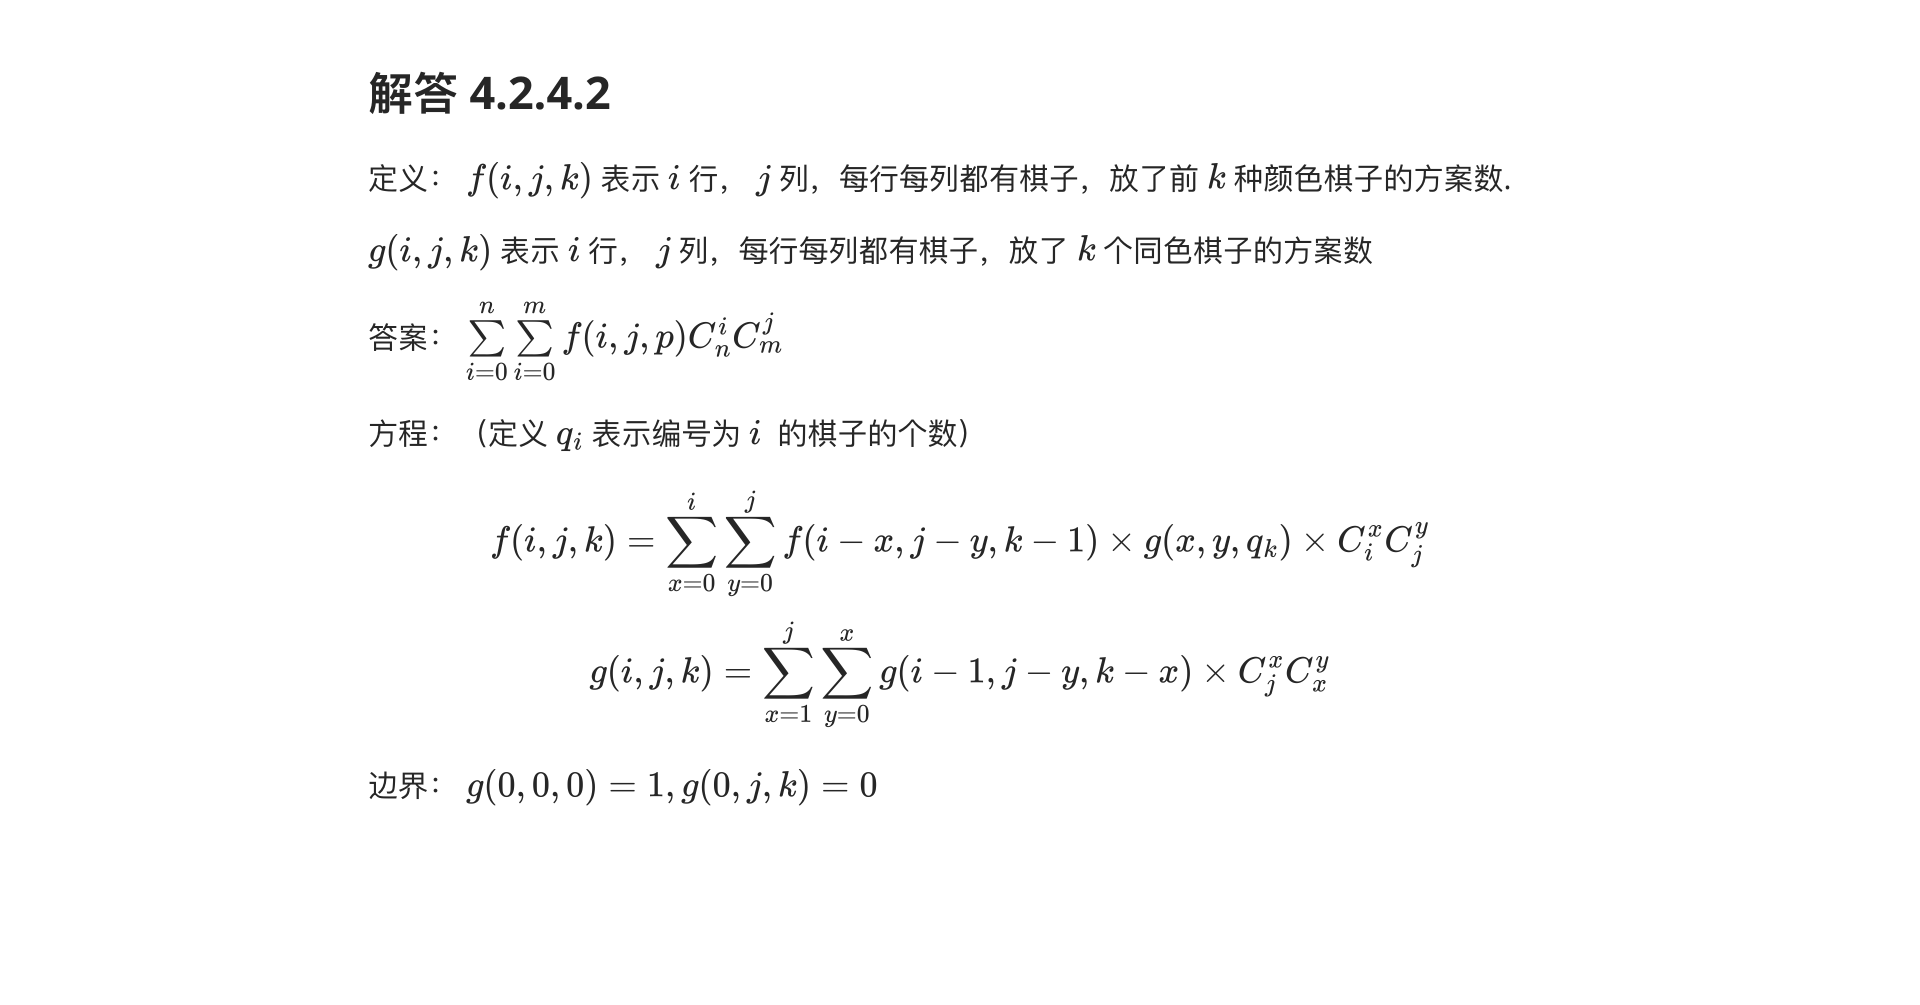 解答 4.2.4.2
定义： $f(i,j,k)$ 表示 $i$ 行， $j$ 列，每行每列都有棋子，放了前 $k$ 种颜色棋子的方案数.
$g(i,j,k)$ 表示 $i$ 行， $j$ 列，每行每列都有棋子，放了 $k$ 个同色棋子的方案数
答案： $\sum_{i=0}^{n}\sum_{i=0}^{m} f(i,j,p)C_n^i C_m^j$
方程： （定义 $q_i$ 表示编号为 $i$ 的棋子的个数）
$f(i,j,k)=\sum_{x=0}^{i}\sum_{y=0}^{j} f(i-x,j-y,k-1)\times g(x,y,q_k)\times C_i^x C_j^y$
$g(i,j,k)=\sum_{x=1}^{j}\sum_{y=0}^{x} g(i-1,j-y,k-x)\times C_j^x C_x^y$
边界： $g(0,0,0)=1,g(0,j,k)=0$